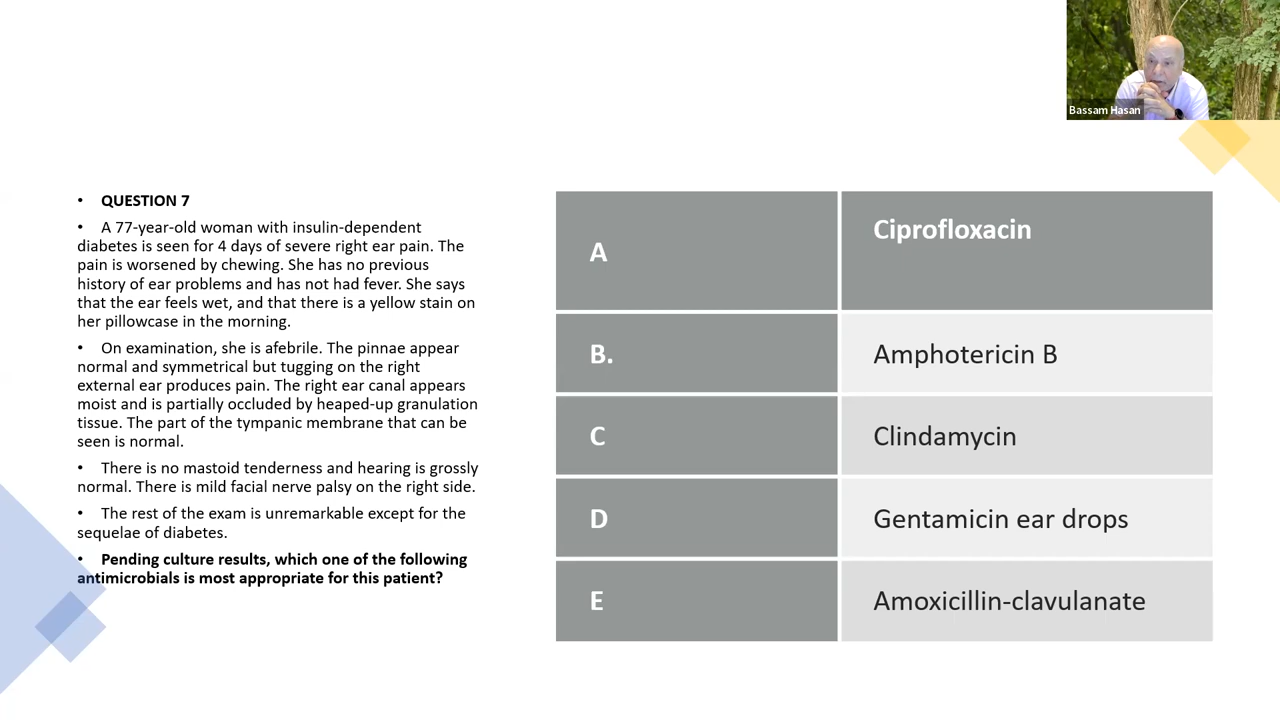 Bassam Hasan
• QUESTION 7
• A 77-year-old woman with insulin-dependent
diabetes is seen for 4 days of severe right ear pain. The
pain is worsened by chewing. She has no previous
history of ear problems and has not had fever. She says
that the ear feels wet, and that there is a yellow stain on
her pillowcase in the morning.
• On examination, she is afebrile. The pinnae appear
normal and symmetrical but tugging on the right
external ear produces pain. The right ear canal appears
moist and is partially occluded by heaped-up granulation
tissue. The part of the tympanic membrane that can be
seen is normal.
• There is no mastoid tenderness and hearing is grossly
normal. There is mild facial nerve palsy on the right side.
• The rest of the exam is unremarkable except for the
sequelae of diabetes.
• Pending culture results, which one of the following
antimicrobials is most appropriate for this patient?
A Ciprofloxacin
B. Amphotericin B
C Clindamycin
D Gentamicin ear drops
E Amoxicillin-clavulanate